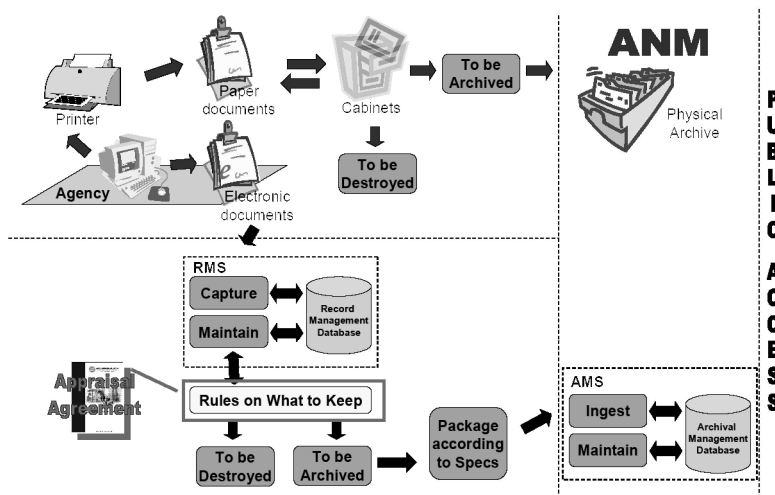 ANM
Physical
Archive
Printer
Paper
documents
Cabinets
To be
Archived
To be
Destroyed
Agency
Electronic
documents
RMS
Capture
Maintain
Record
Management
Database
Appraisal
Agreement
Rules on What to Keep
To be
Destroyed
To be
Archived
Package
according
to Specs
AMS
Ingest
Maintain
Archival
Management
Database
PUBLIC
ACCESS